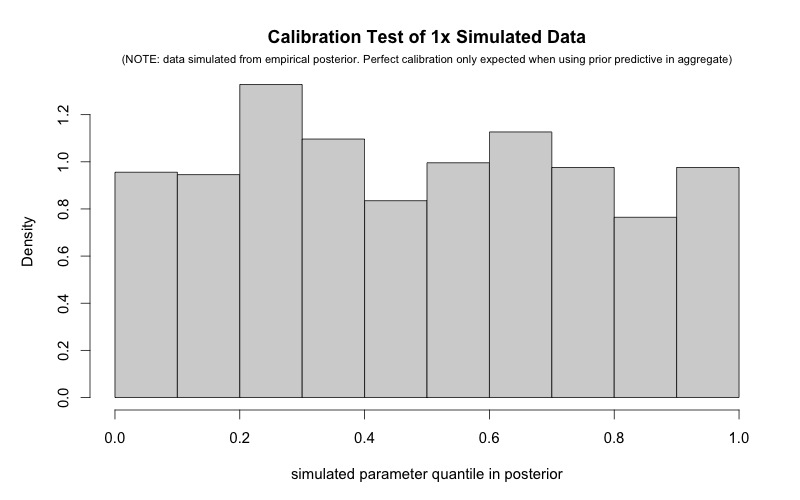 Calibration Test of 1x Simulated Data
(NOTE: data simulated from empirical posterior. Perfect calibration only expected when using prior predictive in aggregate)
1.2
1.0
0.8
0.6
0.4
0.2
0.0
Density
0.0 0.2 0.4 0.6 0.8 1.0
simulated parameter quantile in posterior